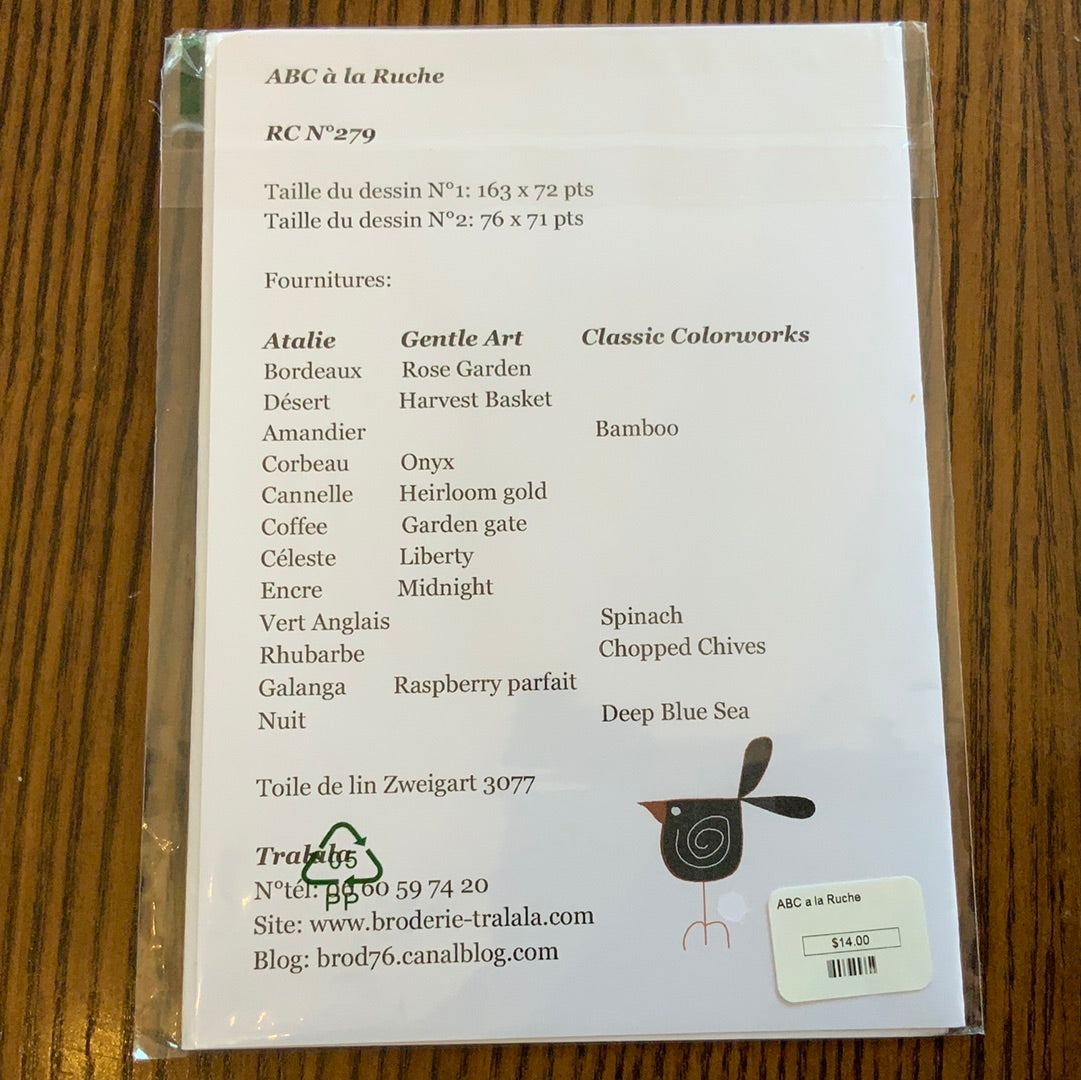 ABC à la Ruche
RC N°279
Taille du dessin N°1: 163 x 72 pts
Taille du dessin N°2: 76 x 71 pts
Fournitures:
Atalie Gentle Art Classic Colorworks
Bordeaux Rose Garden
Désert Harvest Basket
Amandier Bamboo
Corbeau Onyx
Cannelle Heirloom gold
Coffee Garden gate
Céleste Liberty
Encre Midnight
Vert Anglais Spinach
Rhubarbe Chopped Chives
Galanga Raspberry parfait
Nuit Deep Blue Sea
Toile de lin Zweigart 3077
Tralala
05
N°tél: 06 60 59 74 20
PP
Site: www.broderie-tralala.com
Blog: brod76.canalblog.com
ABC a la Ruche
$14.00